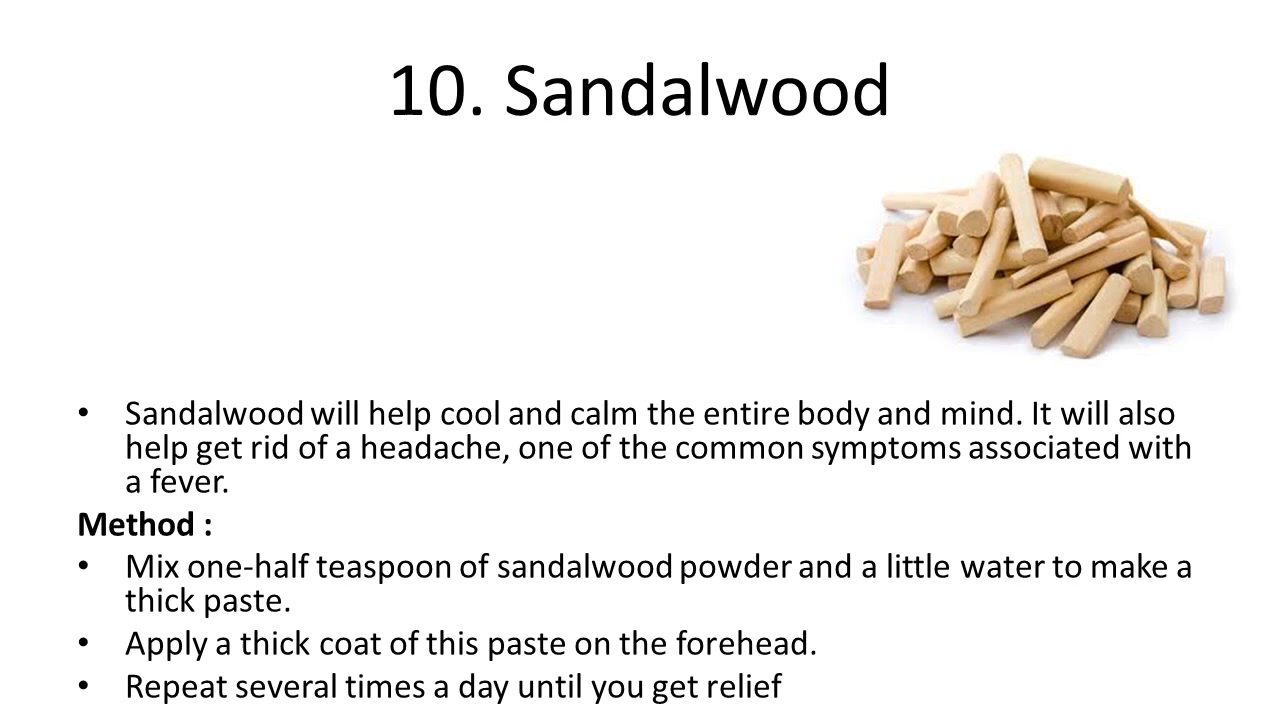 10. Sandalwood
• Sandalwood will help cool and calm the entire body and mind. It will also
help get rid of a headache, one of the common symptoms associated with
a fever.
Method :
• Mix one-half teaspoon of sandalwood powder and a little water to make a
thick paste.
• Apply a thick coat of this paste on the forehead.
• Repeat several times a day until you get relief